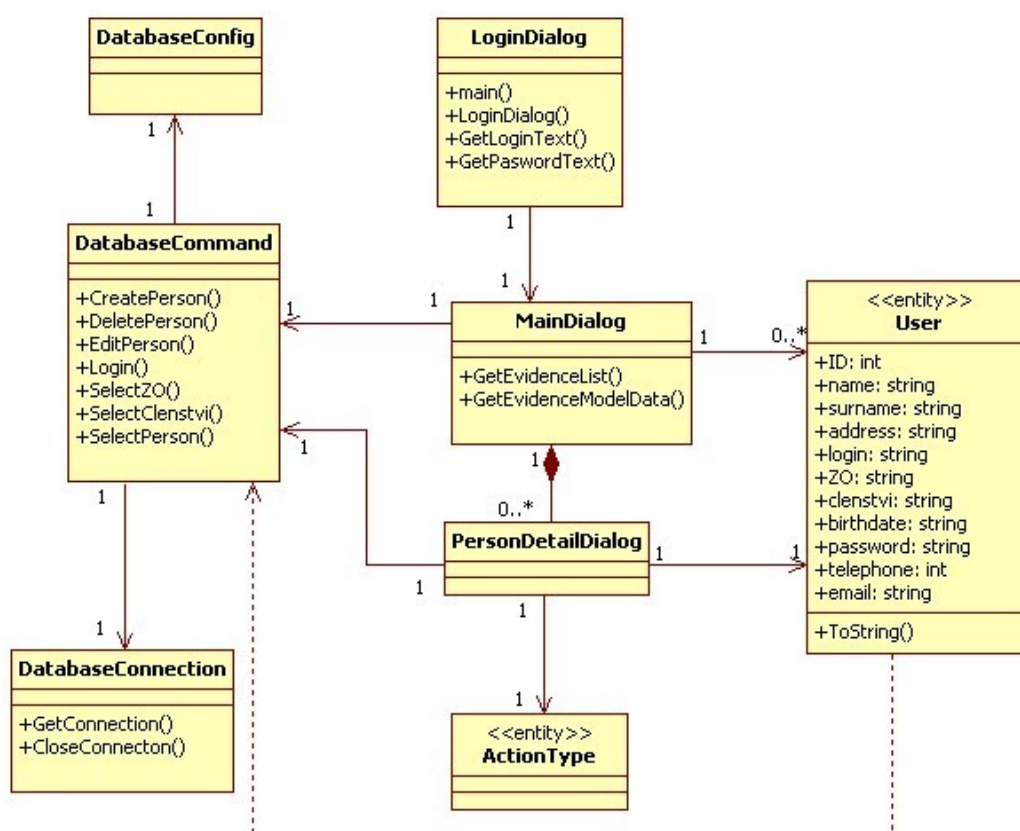 DatabaseConfig
LoginDialog
+main()
+LoginDialog()
+GetLoginText()
+GetPaswordText()
1
1
1
1
DatabaseCommand
+CreatePerson()
+DeletePerson()
+EditPerson()
+Login()
+SelectZO()
+SelectClenstvi()
+SelectPerson()
1
1
1
MainDialog
+GetEvidenceList()
+GetEvidenceModelData()
1
0..*
<<entity>>
User
+ID: int
+name: string
+surname: string
+address: string
+login: string
+ZO: string
+clenstvi: string
+birthdate: string
+password: string
+telephone: int
+email: string
+ToString()
1
0..*
PersonDetailDialog
1
1
1
1
1
1
1
DatabaseConnection
+GetConnection()
+CloseConnecton()
1
<<entity>>
ActionType